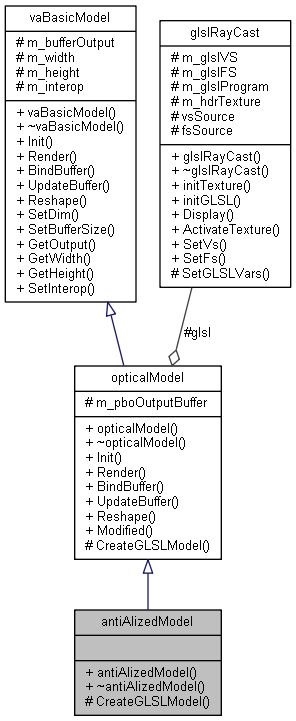 vaBasicModel
# m_bufferOutput
# m_width
# m_height
# m_interop
+ vaBasicModel()
+ ~vaBasicModel()
+ Init()
+ Render()
+ BindBuffer()
+ UpdateBuffer()
+ Reshape()
+ SetDim()
+ SetBufferSize()
+ GetOutput()
+ GetWidth()
+ GetHeight()
+ SetInterop()
glslRayCast
# m_glslVS
# m_glslFS
# m_glslProgram
# m_hdrTexture
# vsSource
# fsSource
+ glslRayCast()
+ ~glslRayCast()
+ initTexture()
+ initGLSL()
+ Display()
+ ActivateTexture()
+ SetVs()
+ SetFs()
# SetGLSLVars()
#glsl
opticalModel
# m_pboOutputBuffer
+ opticalModel()
+ ~opticalModel()
+ Init()
+ Render()
+ BindBuffer()
+ UpdateBuffer()
+ Reshape()
+ Modified()
# CreateGLSLModel()
antiAlizedModel
+ antiAlizedModel()
+ ~antiAlizedModel()
# CreateGLSLModel()